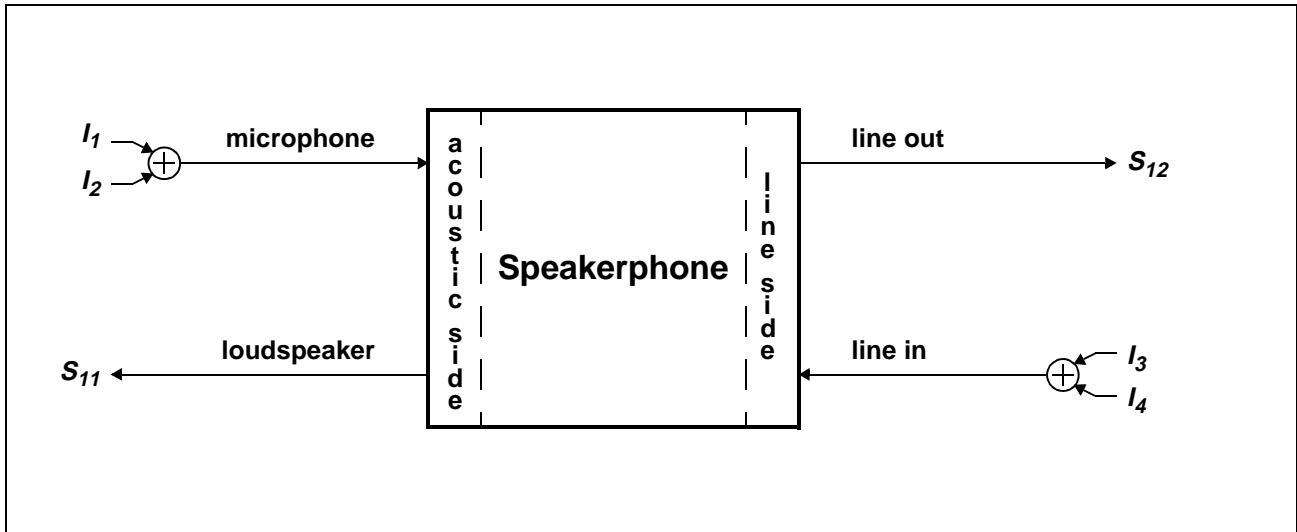 I1
I2
microphone
acoustic side
Speakerphone
line side
line out
S12
S11
loudspeaker
line in
I3
I4